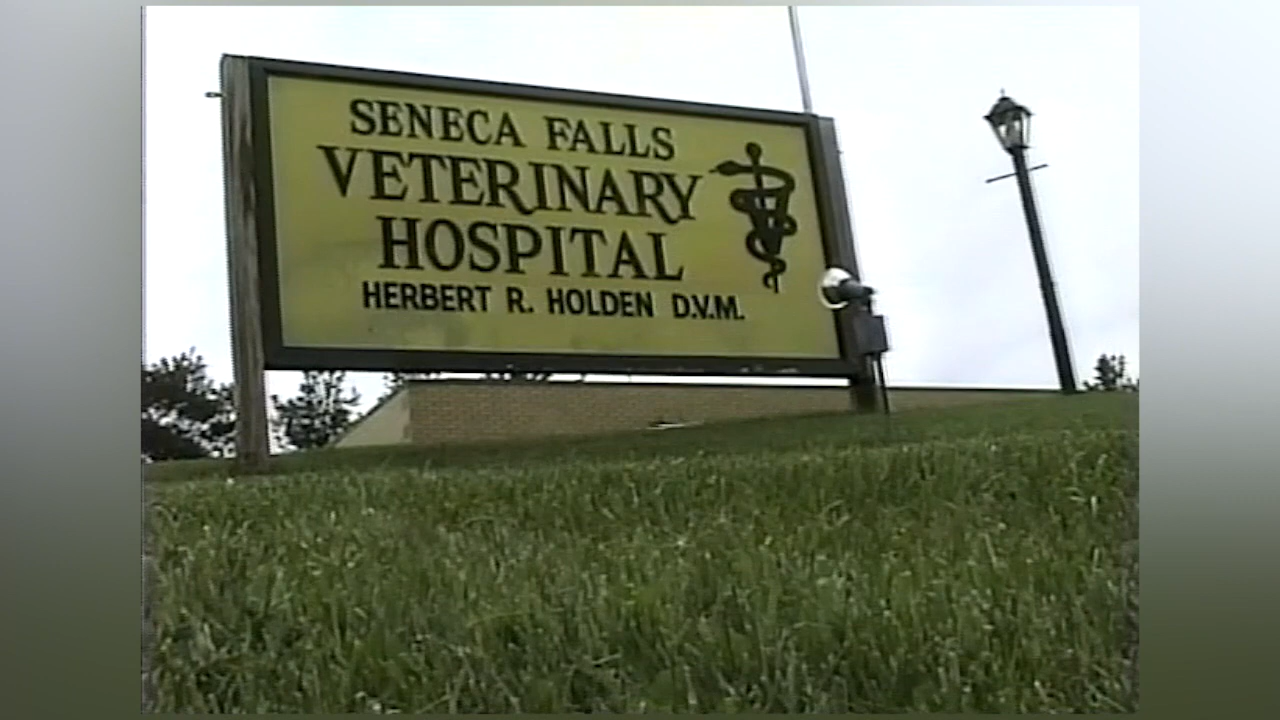 SENECA FALLS
VETERINARY
HOSPITAL
HERBERT R. HOLDEN D.V.M.